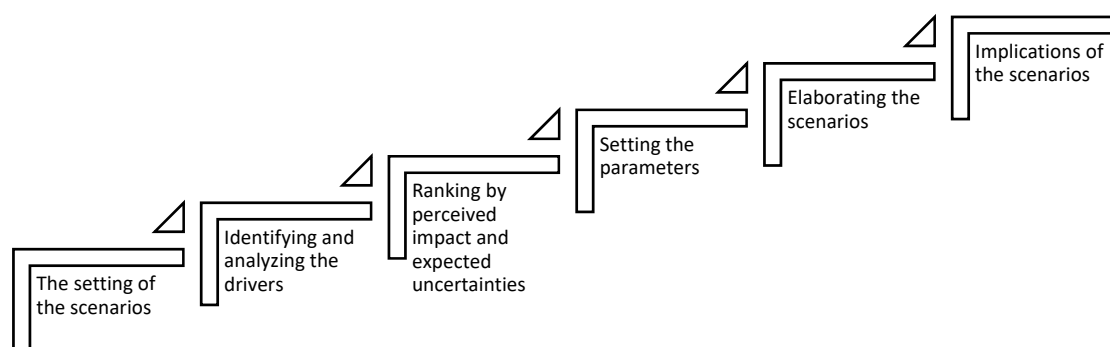 The setting of
the scenarios
Identifying and
analyzing the
drivers
Ranking by
perceived
impact and
expected
uncertainties
Setting the
parameters
Elaborating the
scenarios
Implications of
the scenarios